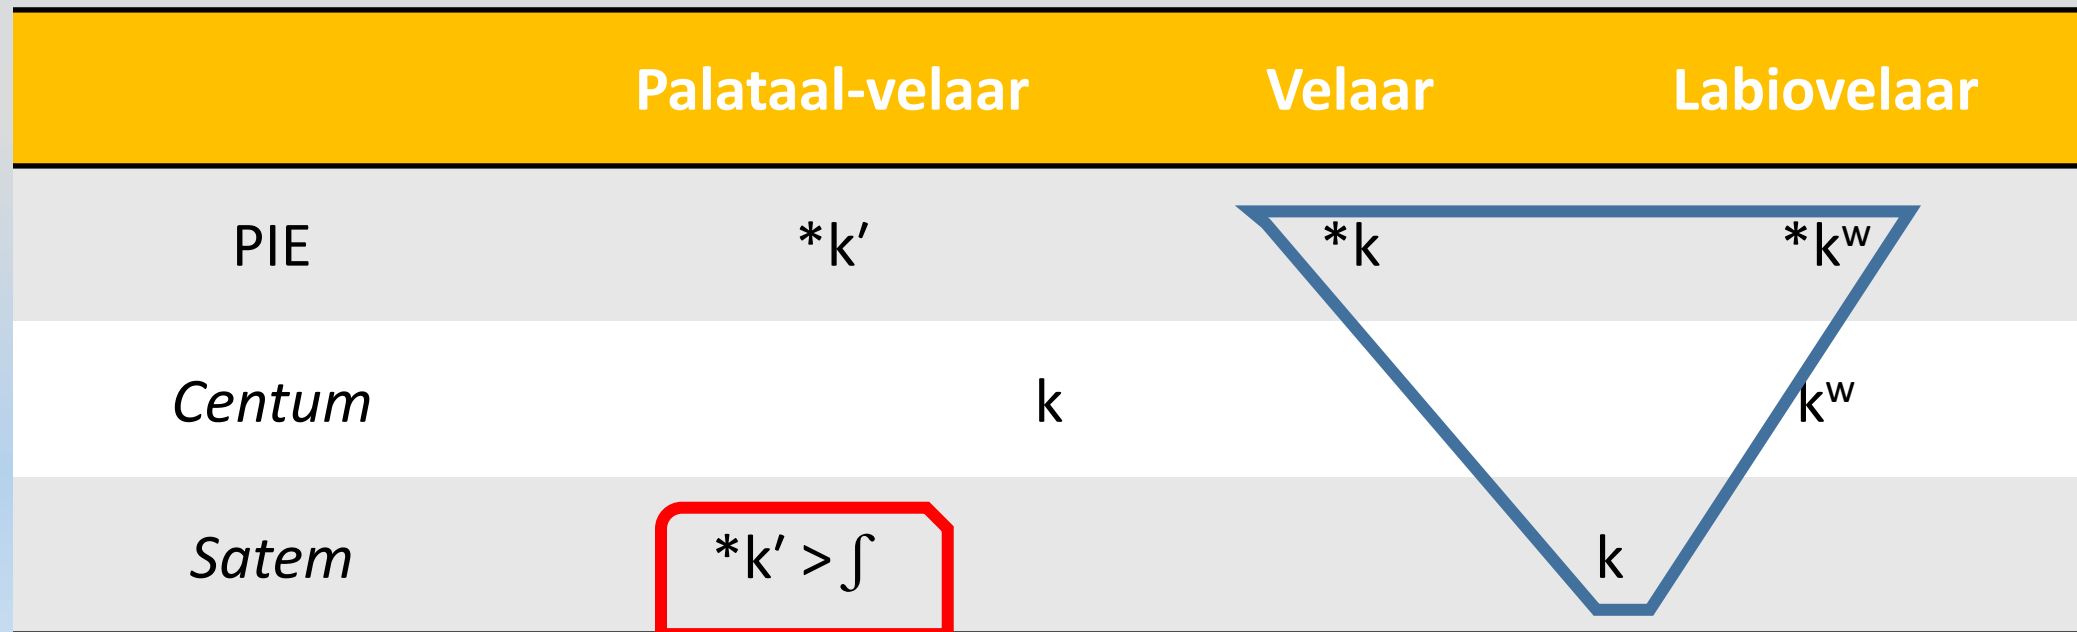 Palataal-velaar Velaar Labiovelaar
PIE *k′ *k *kʷ
Centum k kʷ
Satem *k′ > ʃ k